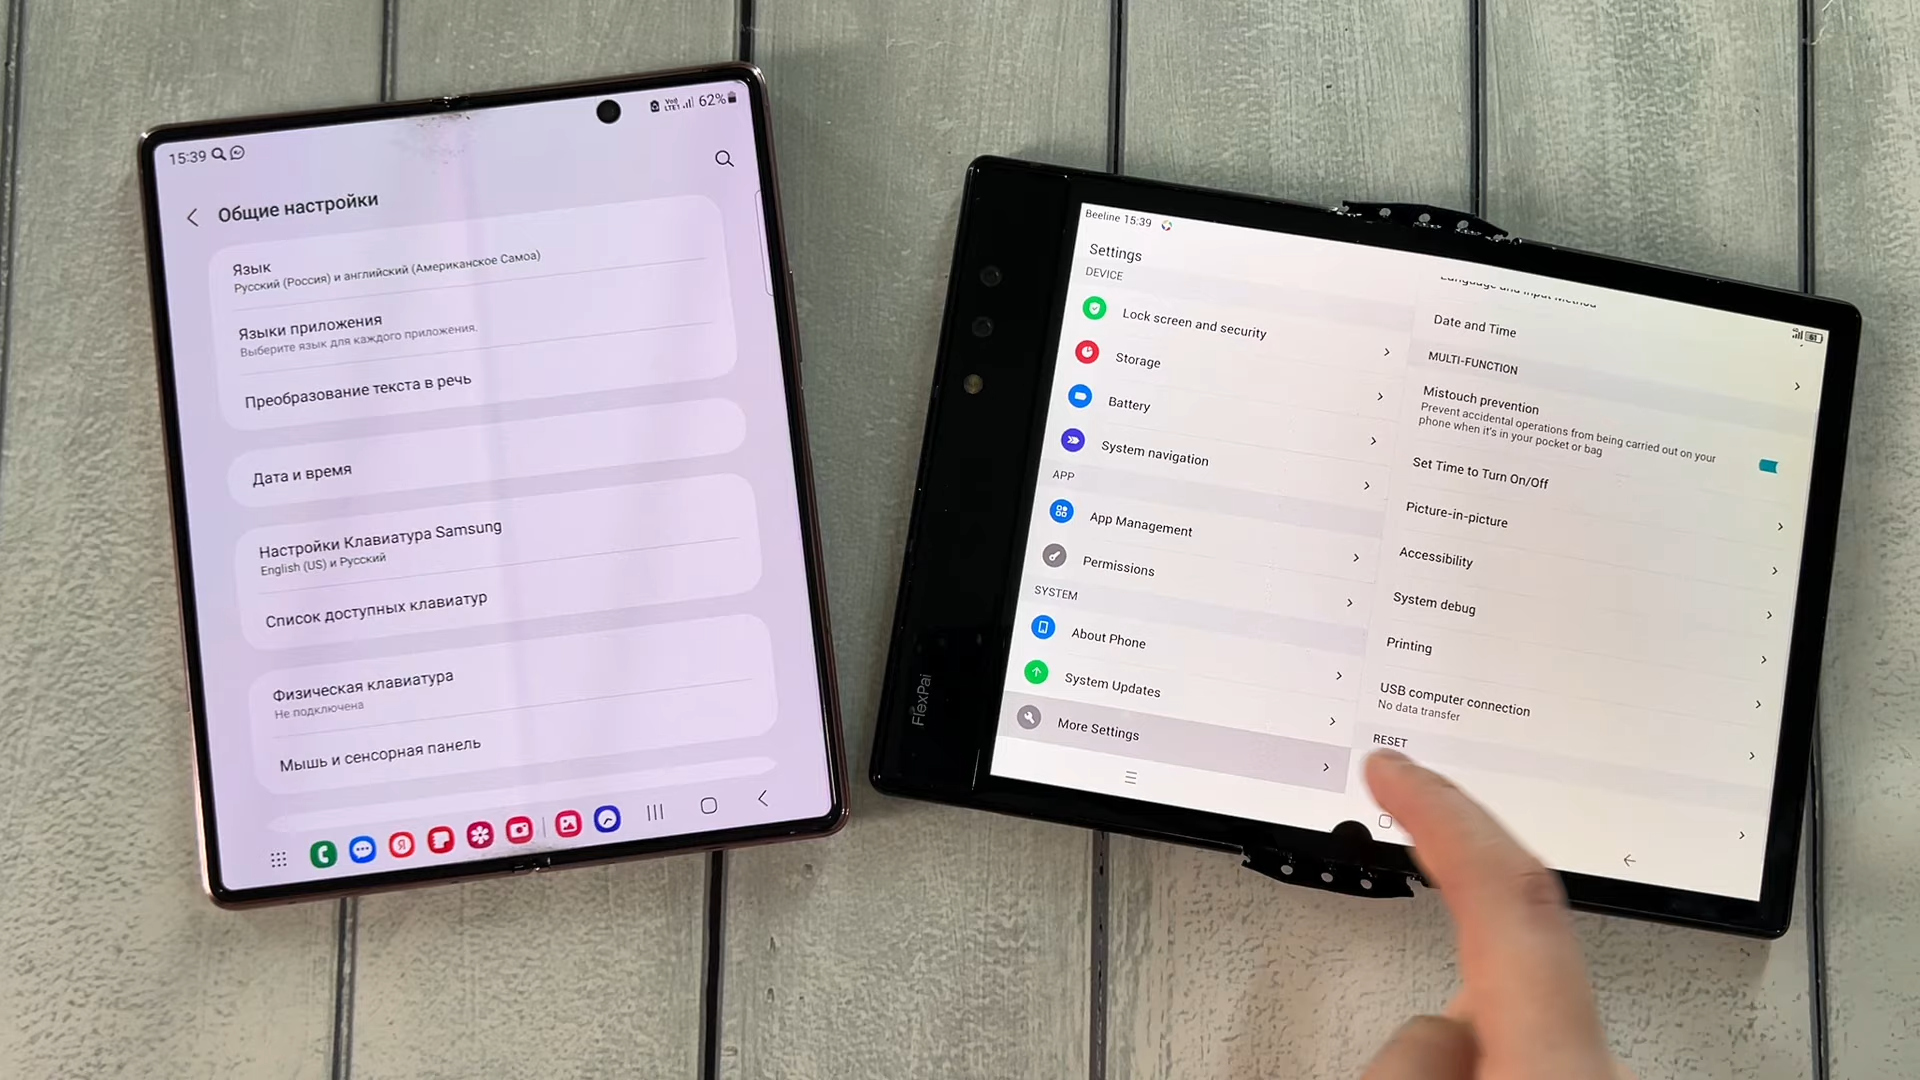 15:39
62%
Общие настройки
Язык
Русский (Россия) и английский (Американское Самоа)
Языки приложения
Выберите язык для каждого приложения.
Преобразование текста в речь
Дата и время
Настройки Клавиатура Samsung
English (US) и Русский
Список доступных клавиатур
Физическая клавиатура
Не подключена
Мышь и сенсорная панель
FlexPai
Beeline 15:39
Settings
DEVICE
Lock screen and security
Storage
Battery
System navigation
APP
App Management
Permissions
SYSTEM
About Phone
System Updates
More Settings
Language and Input Method
Date and Time
MULTI-FUNCTION
Mistouch prevention
Prevent accidental operations from being carried out on your
phone when it's in your pocket or bag
Set Time to Turn On/Off
Picture-in-picture
Accessibility
System debug
Printing
USB computer connection
No data transfer
RESET